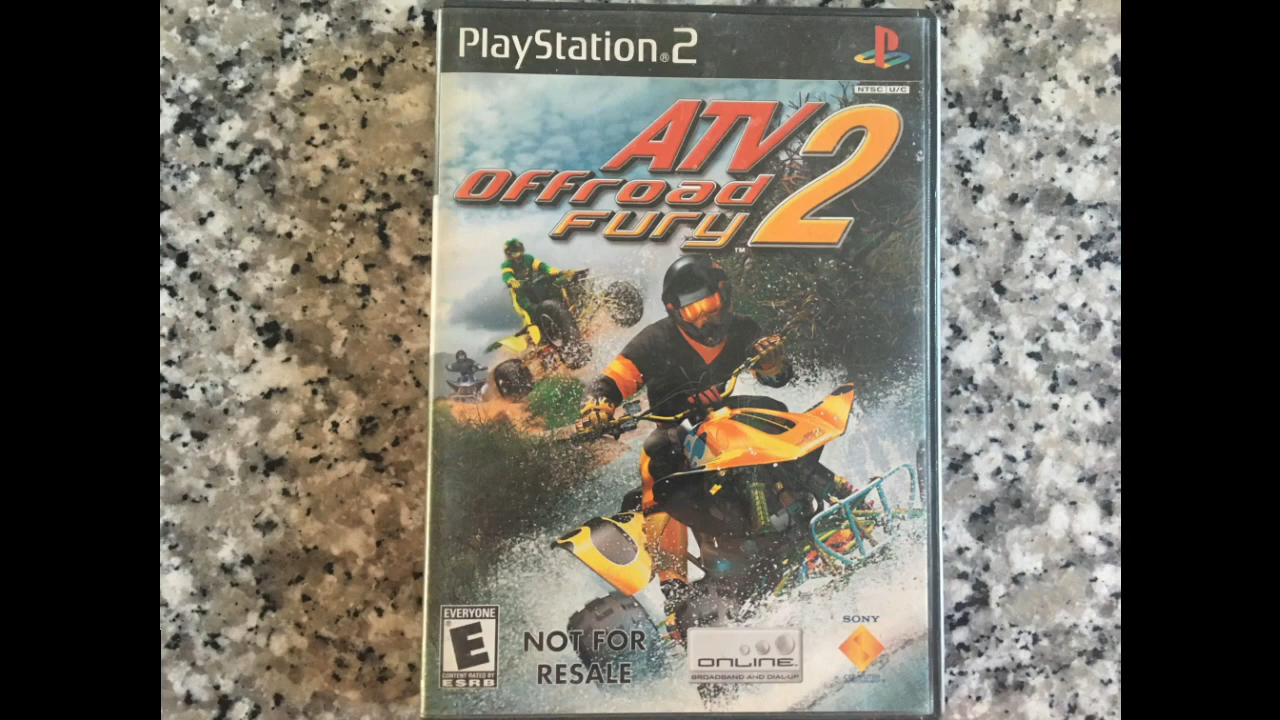 PlayStation®2
NTSC U/C
ATV
Offroad
Fury 2
™
EVERYONE
E
CONTENT RATED BY
ESRB
NOT FOR
RESALE
ONLINE
BROADBAND AND DIAL-UP
SONY